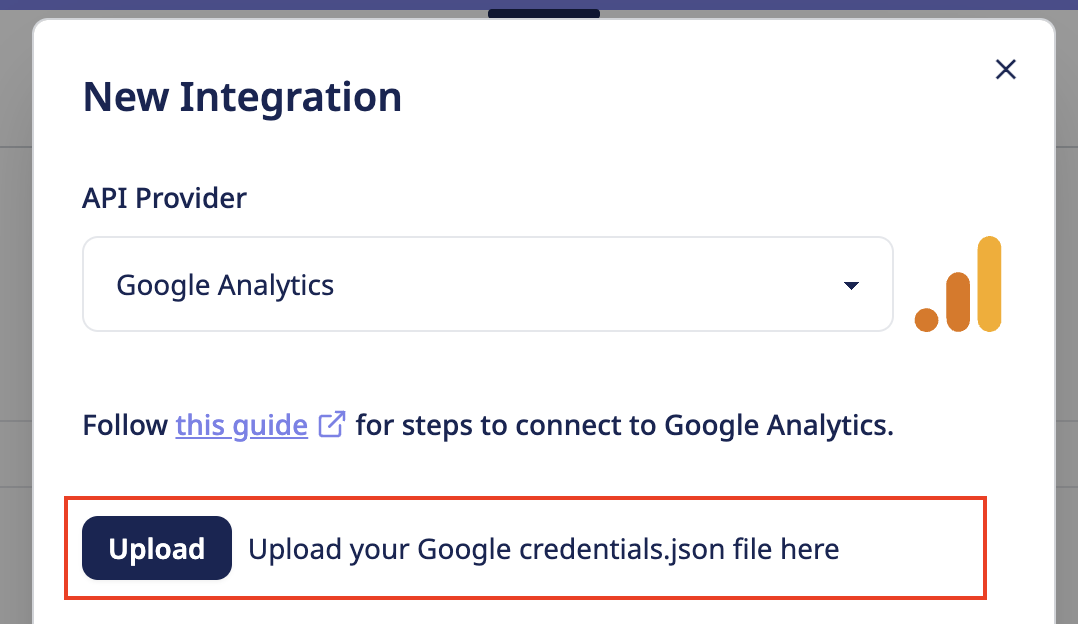 New Integration
API Provider
Google Analytics
Follow this guide for steps to connect to Google Analytics.
Upload Upload your Google credentials.json file here